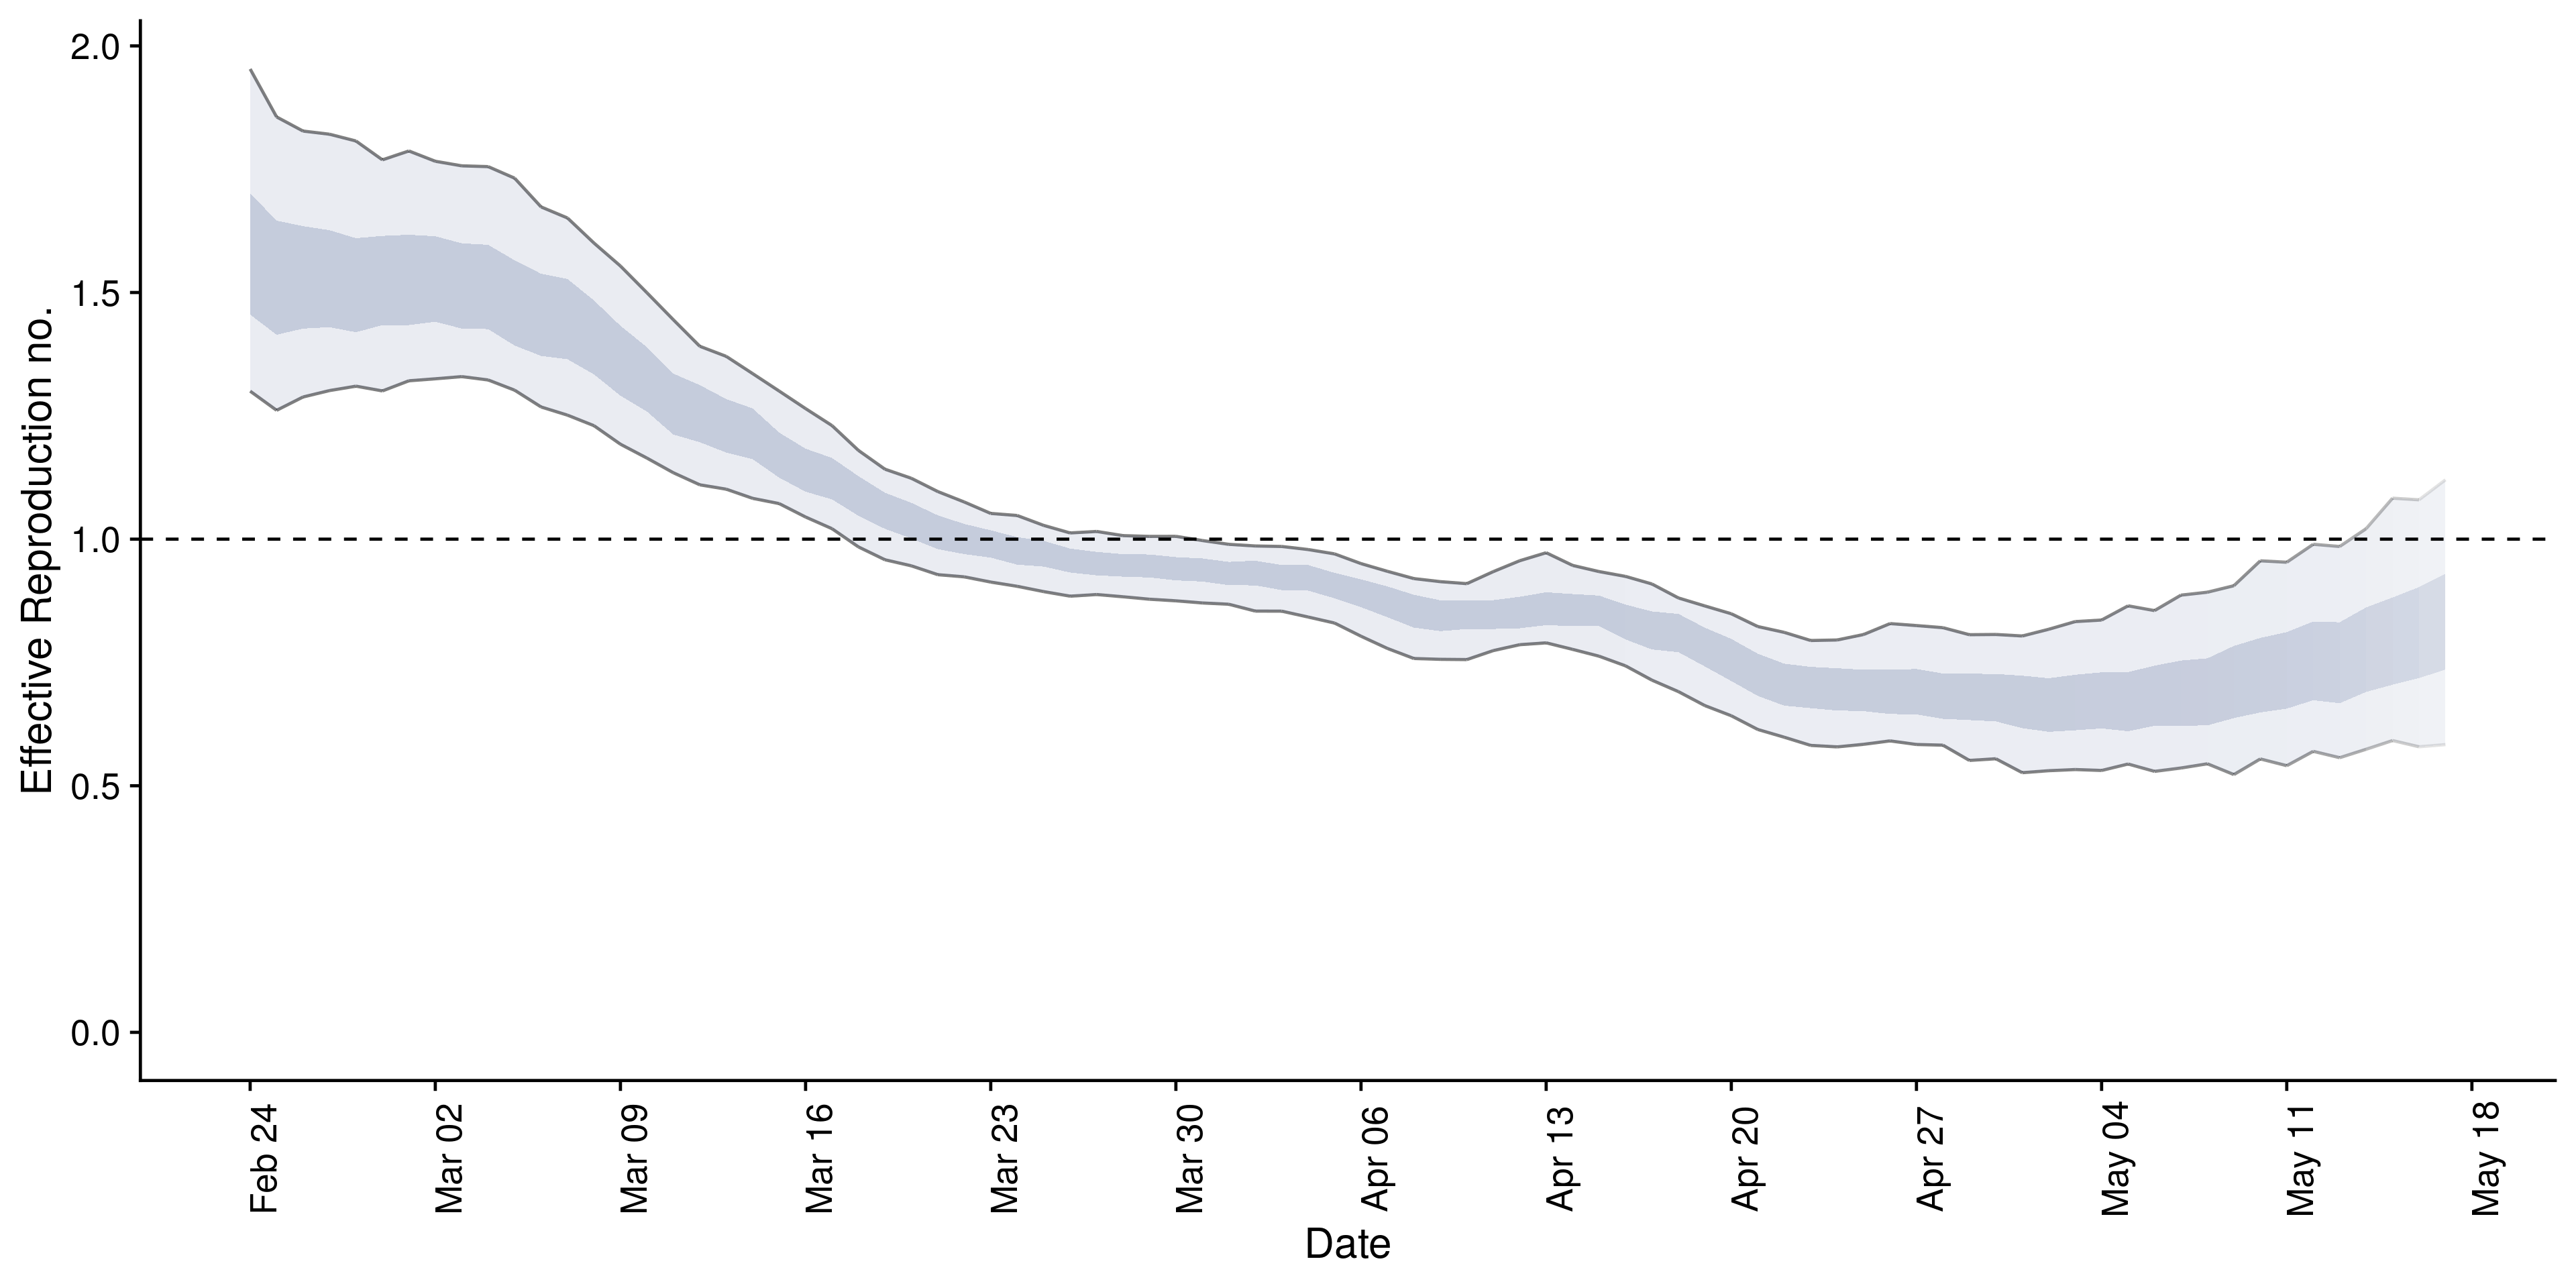 2.0
1.5
1.0
0.5
0.0
Effective Reproduction no.
Feb 24
Mar 02
Mar 09
Mar 16
Mar 23
Mar 30
Apr 06
Apr 13
Apr 20
Apr 27
May 04
May 11
May 18
Date